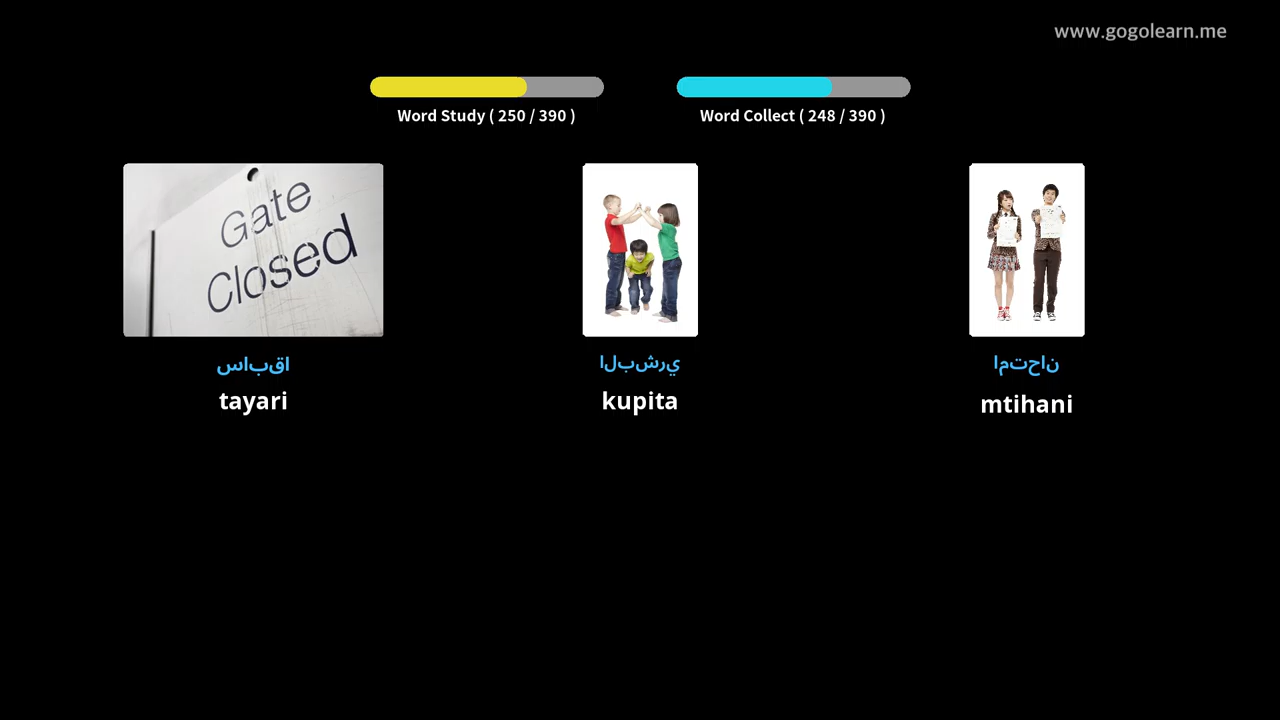 www.gogolearn.me
Word Study ( 250 / 390 )
Word Collect ( 248 / 390 )
Gate
Closed
سابقا
tayari
البشري
kupita
امتحان
mtihani